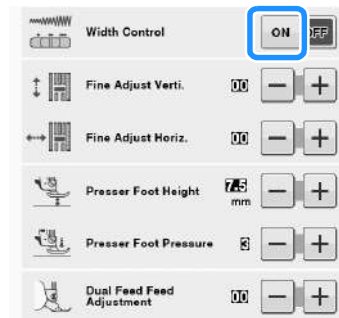 Width Control ON OFF
Fine Adjust Verti. 00
Fine Adjust Horiz. 00
Presser Foot Height 7.5
mm
Presser Foot Pressure 3
Dual Feed Feed
Adjustment 00